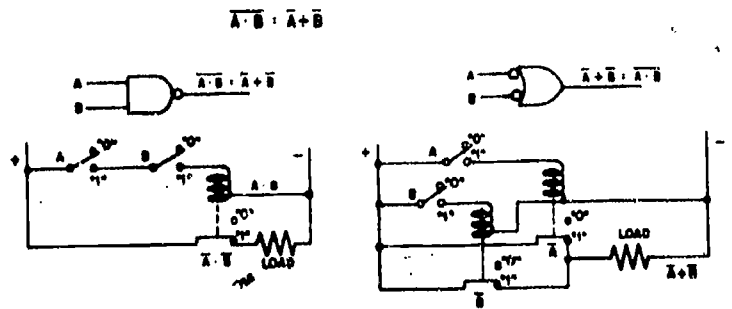 A̅ ̅·̅ ̅B̅ : A̅ + B̅
A
B
A̅ ̅·̅ ̅B̅ : A̅ + B̅
A
B
A̅ + B̅ : A̅ ̅·̅ ̅B̅
+ A "0" "1" B "0" "1" −
A · B
"0"
"1"
A̅ ̅·̅ ̅B̅
LOAD
+ A "0" "1" −
B "0" "1"
"0"
"1"
A̅
LOAD
A̅ + B̅
"0"
"1"
B̅